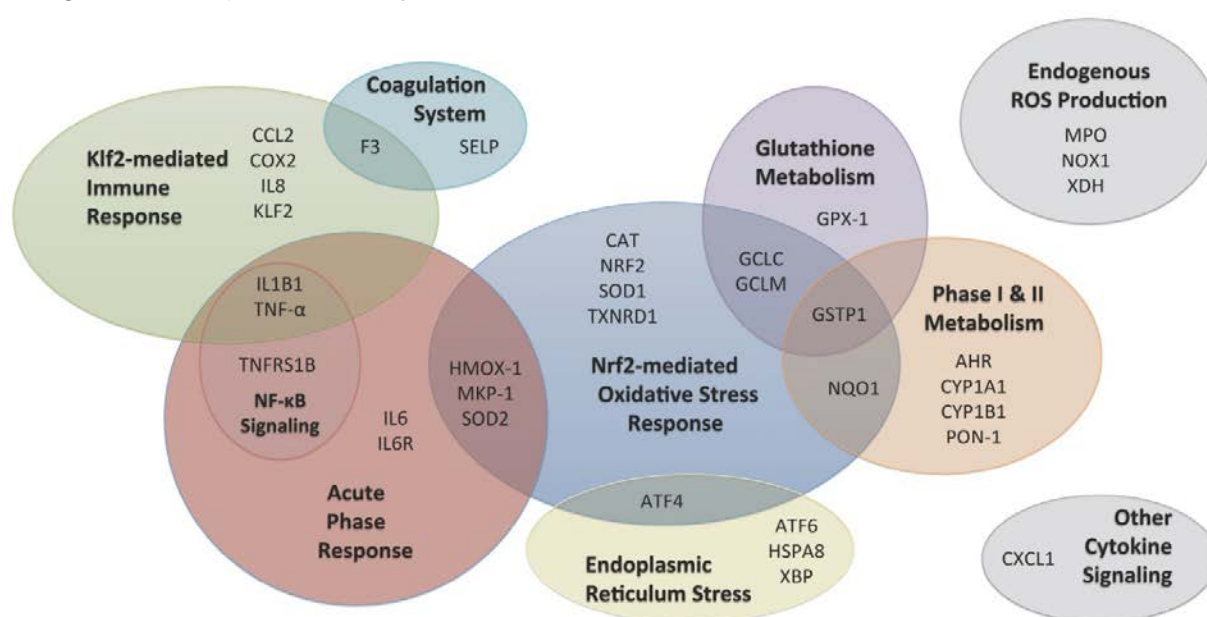 Coagulation
System
F3
SELP
Klf2-mediated
Immune
Response
CCL2
COX2
IL8
KLF2
IL1B1
TNF-α
TNFRS1B
NF-κB
Signaling
IL6
IL6R
Acute
Phase
Response
HMOX-1
MKP-1
SOD2
CAT
NRF2
SOD1
TXNRD1
Nrf2-mediated
Oxidative Stress
Response
Glutathione
Metabolism
GPX-1
GCLC
GCLM
GSTP1
NQO1
Phase I & II
Metabolism
AHR
CYP1A1
CYP1B1
PON-1
Endogenous
ROS Production
MPO
NOX1
XDH
ATF4
ATF6
HSPA8
XBP
Endoplasmic
Reticulum Stress
Other
Cytokine
Signaling
CXCL1